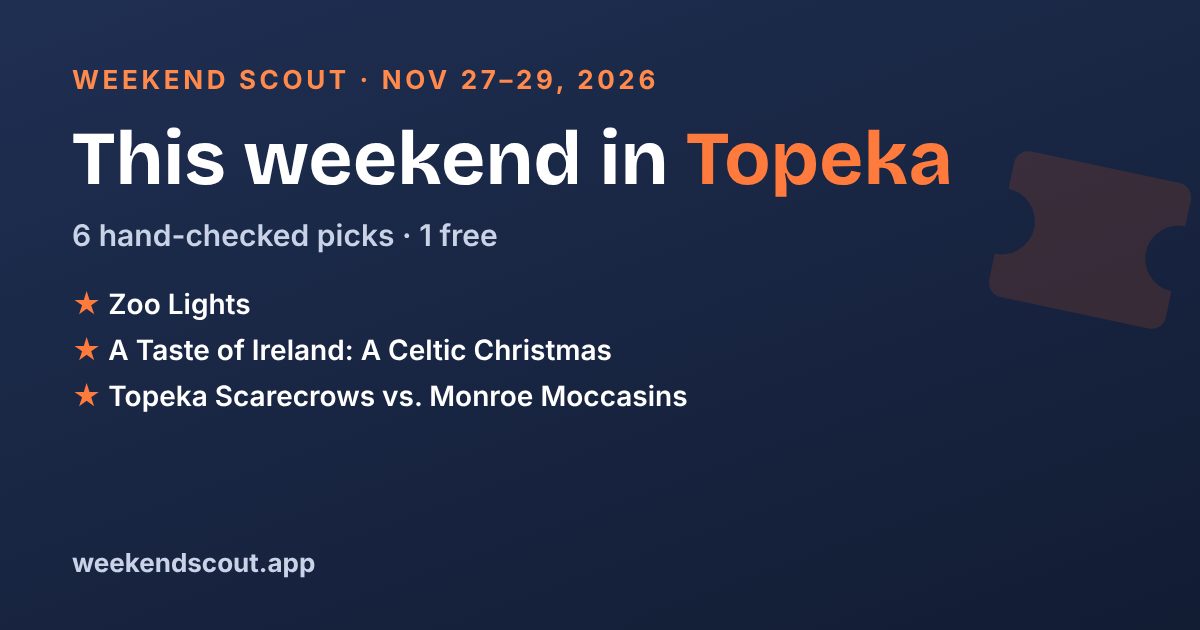 WEEKEND SCOUT · NOV 27–29, 2026
This weekend in Topeka
6 hand-checked picks · 1 free
★ Zoo Lights
★ A Taste of Ireland: A Celtic Christmas
★ Topeka Scarecrows vs. Monroe Moccasins
weekendscout.app